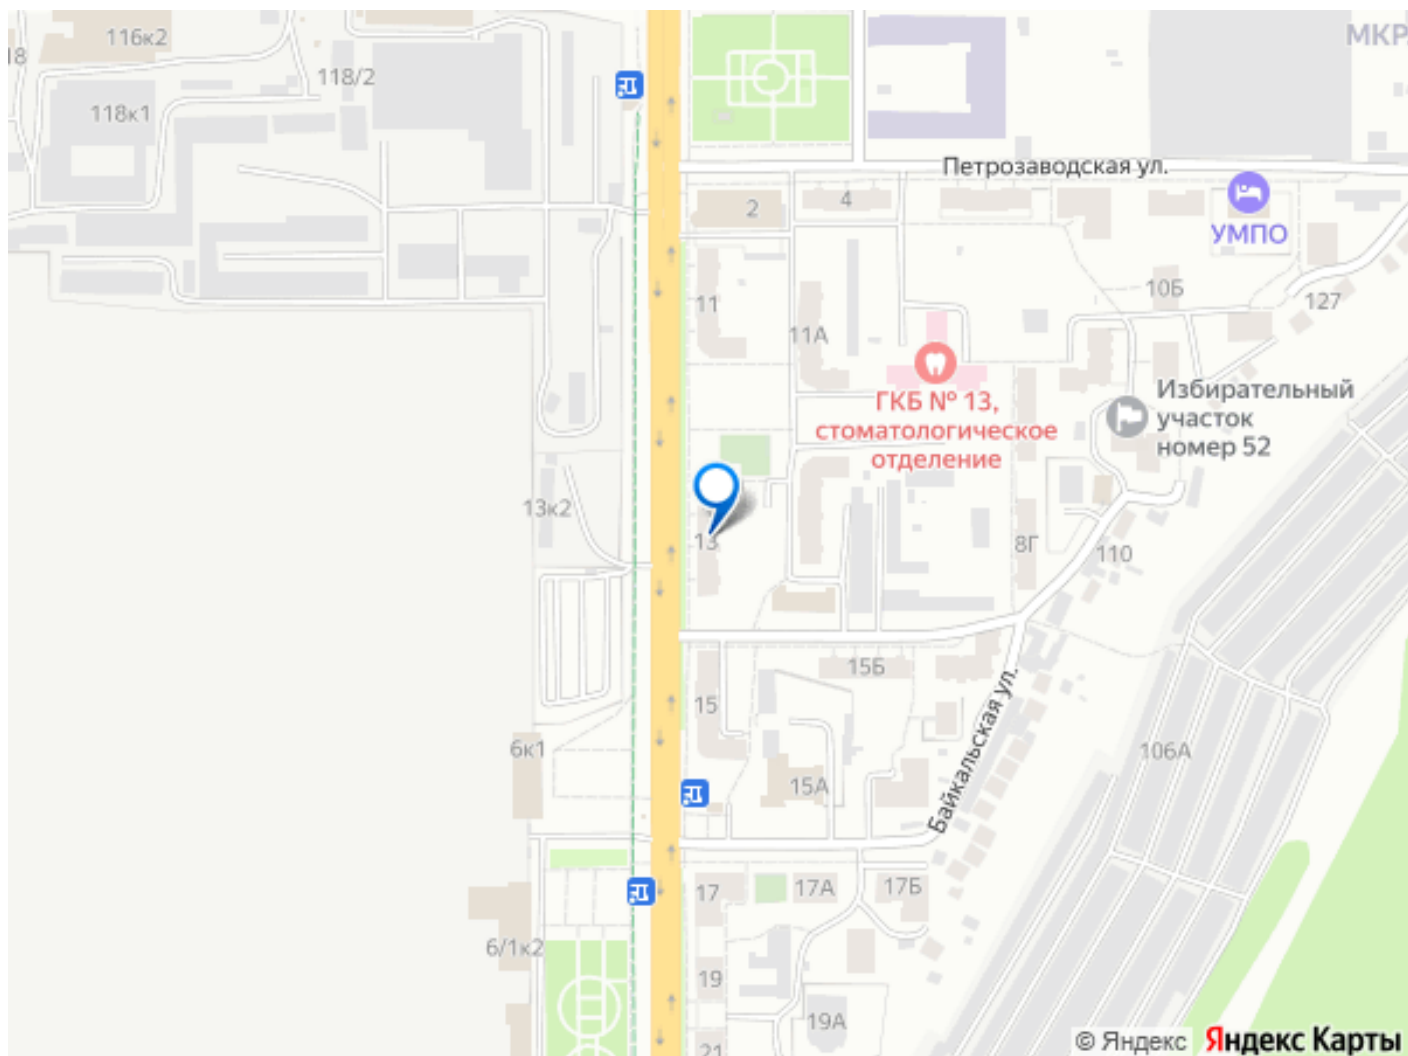 116к2
МКР
18
118/2
118к1
Петрозаводская ул.
2
4
УМПО
10Б
127
11
11А
ГКБ № 13,
стоматологическое
отделение
Избирательный
участок
номер 52
13к2
13
8Г
110
15Б
15
Байкальская ул.
6к1
106А
15А
17
17А
17Б
6/1к2
19
19А
21
© Яндекс Яндекс Карты